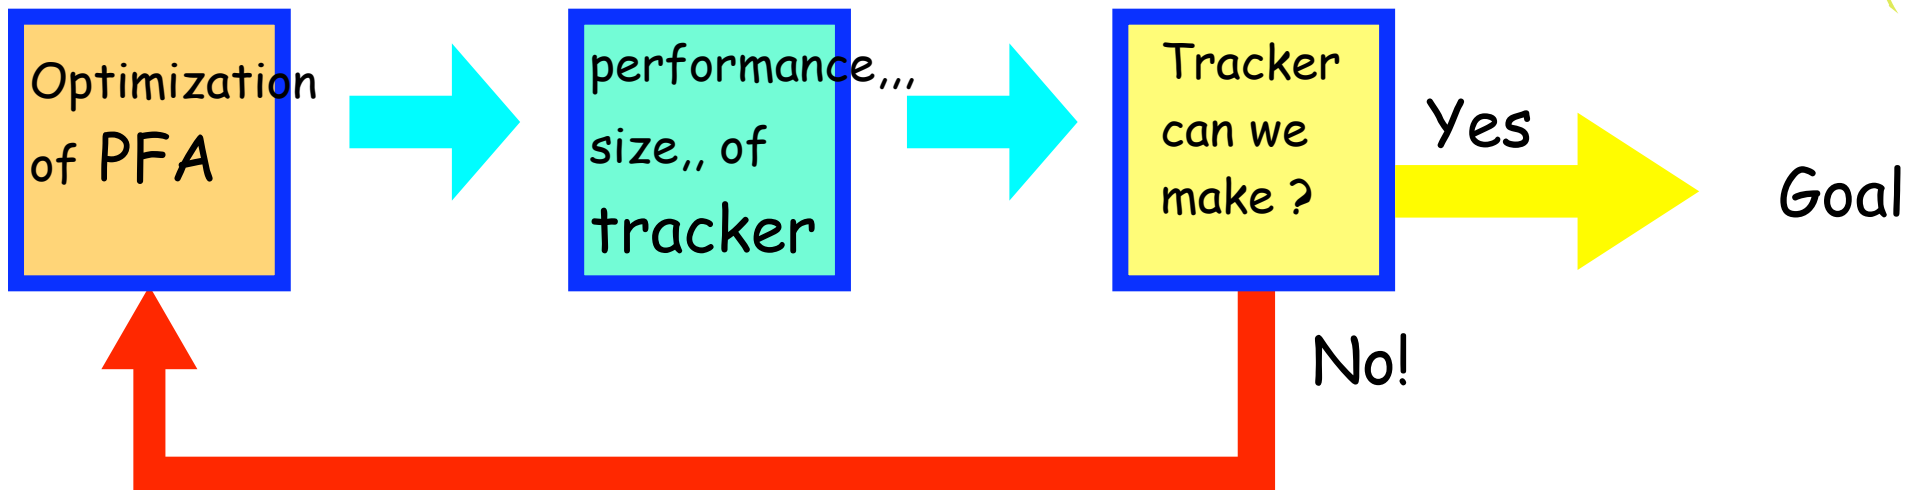 Optimization
of PFA
performance,,,
size,, of
tracker
Tracker
can we
make ?
Yes
Goal
No!